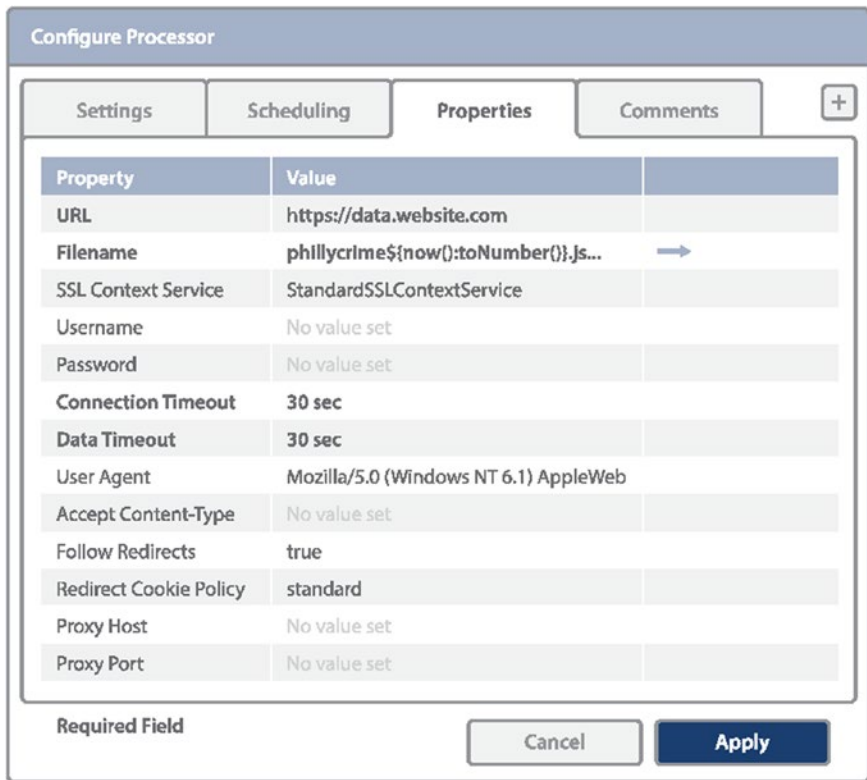 Configure Processor
Settings Scheduling Properties Comments +
Property Value
URL https://data.website.com
Filename phillycrime${now():toNumber()}.js...
SSL Context Service StandardSSLContextService
Username No value set
Password No value set
Connection Timeout 30 sec
Data Timeout 30 sec
User Agent Mozilla/5.0 (Windows NT 6.1) AppleWeb
Accept Content-Type No value set
Follow Redirects true
Redirect Cookie Policy standard
Proxy Host No value set
Proxy Port No value set
Required Field
Cancel Apply